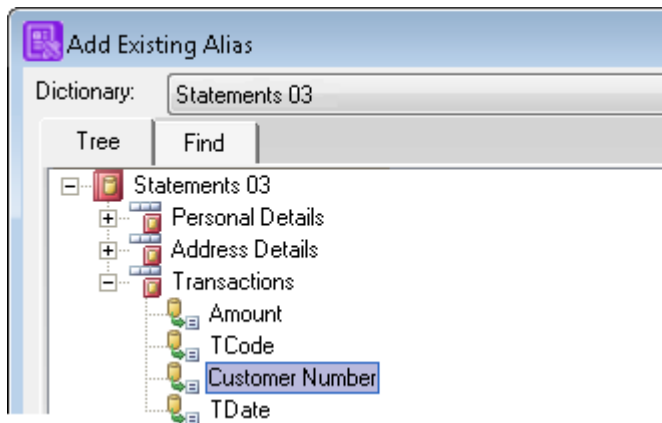 Add Existing Alias
Dictionary: Statements 03
Tree Find
Statements 03
Personal Details
Address Details
Transactions
Amount
TCode
Customer Number
TDate